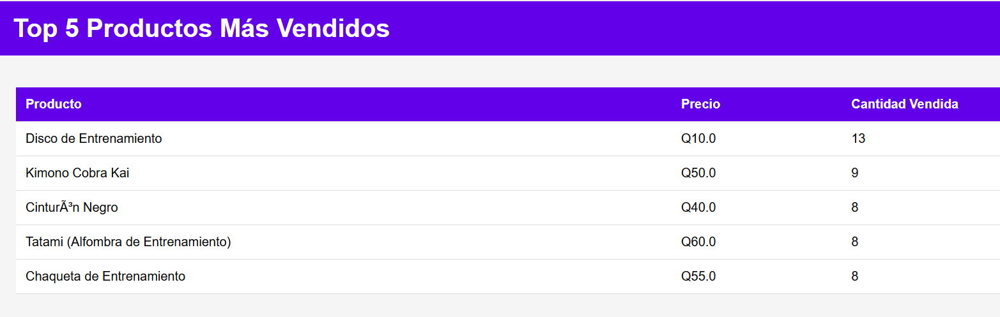 Top 5 Productos Más Vendidos
Producto Precio Cantidad Vendida
Disco de Entrenamiento Q10.0 13
Kimono Cobra Kai Q50.0 9
CinturÃ³n Negro Q40.0 8
Tatami (Alfombra de Entrenamiento) Q60.0 8
Chaqueta de Entrenamiento Q55.0 8